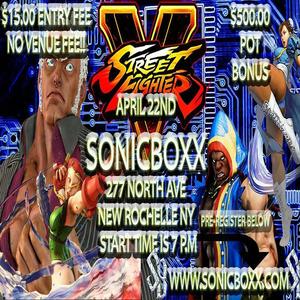 $15.00 ENTRY FEE
NO VENUE FEE!!
$500.00
POT
BONUS
V
STREET
FIGHTER
APRIL 22ND
SONICBOXX
277 NORTH AVE
NEW ROCHELLE NY
PRE-REGISTER BELOW
START TIME IS 7 P.M.
WWW.SONICBOXX.COM